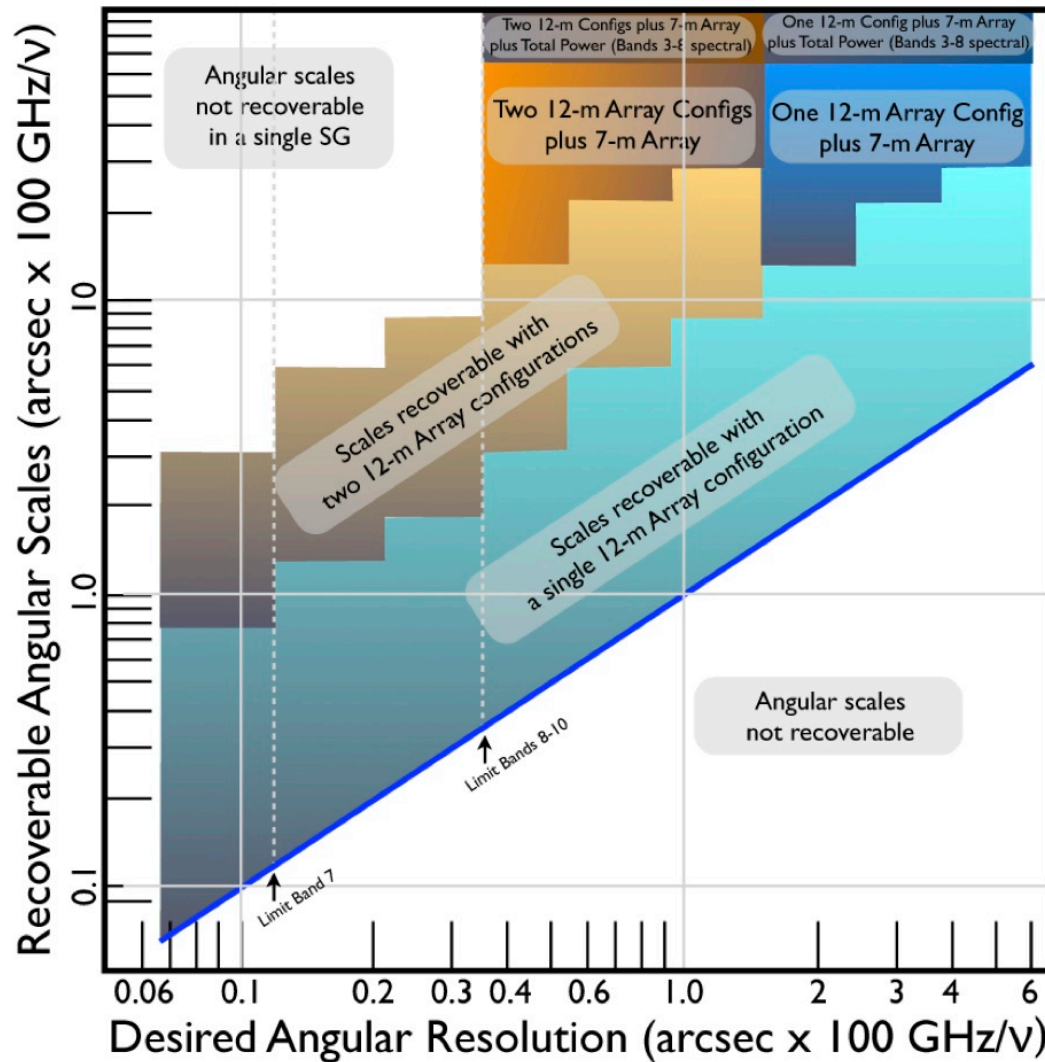 Two 12-m Configs plus 7-m Array
plus Total Power (Bands 3-8 spectral)
One 12-m Config plus 7-m Array
plus Total Power (Bands 3-8 spectral)
Angular scales
not recoverable
in a single SG
Two 12-m Array Configs
plus 7-m Array
One 12-m Array Config
plus 7-m Array
Scales recoverable with
two 12-m Array configurations
Scales recoverable with
a single 12-m Array configuration
Angular scales
not recoverable
Limit Bands 8-10
Limit Band 7
Recoverable Angular Scales (arcsec x 100 GHz/ν)
10
1.0
0.1
0.06 0.1 0.2 0.3 0.4 0.6 1.0 2 3 4 6
Desired Angular Resolution (arcsec x 100 GHz/ν)